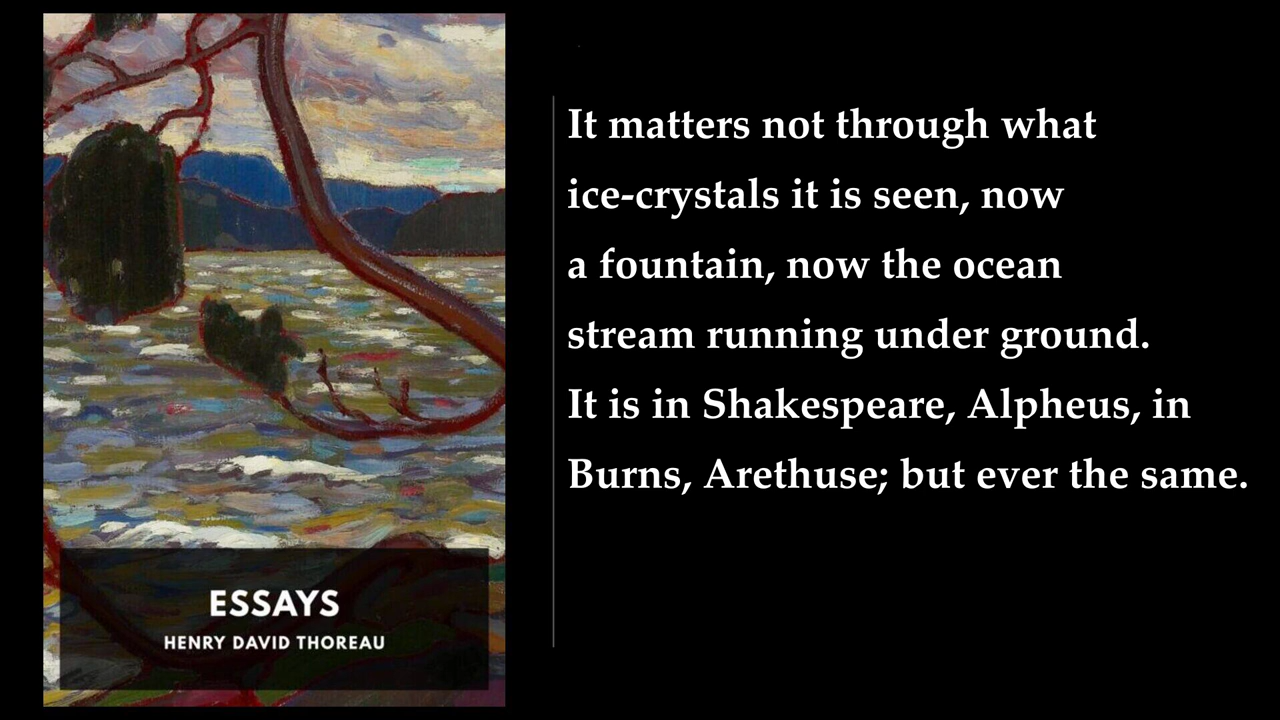 It matters not through what
ice-crystals it is seen, now
a fountain, now the ocean
stream running under ground.
It is in Shakespeare, Alpheus, in
Burns, Arethuse; but ever the same.
ESSAYS
HENRY DAVID THOREAU